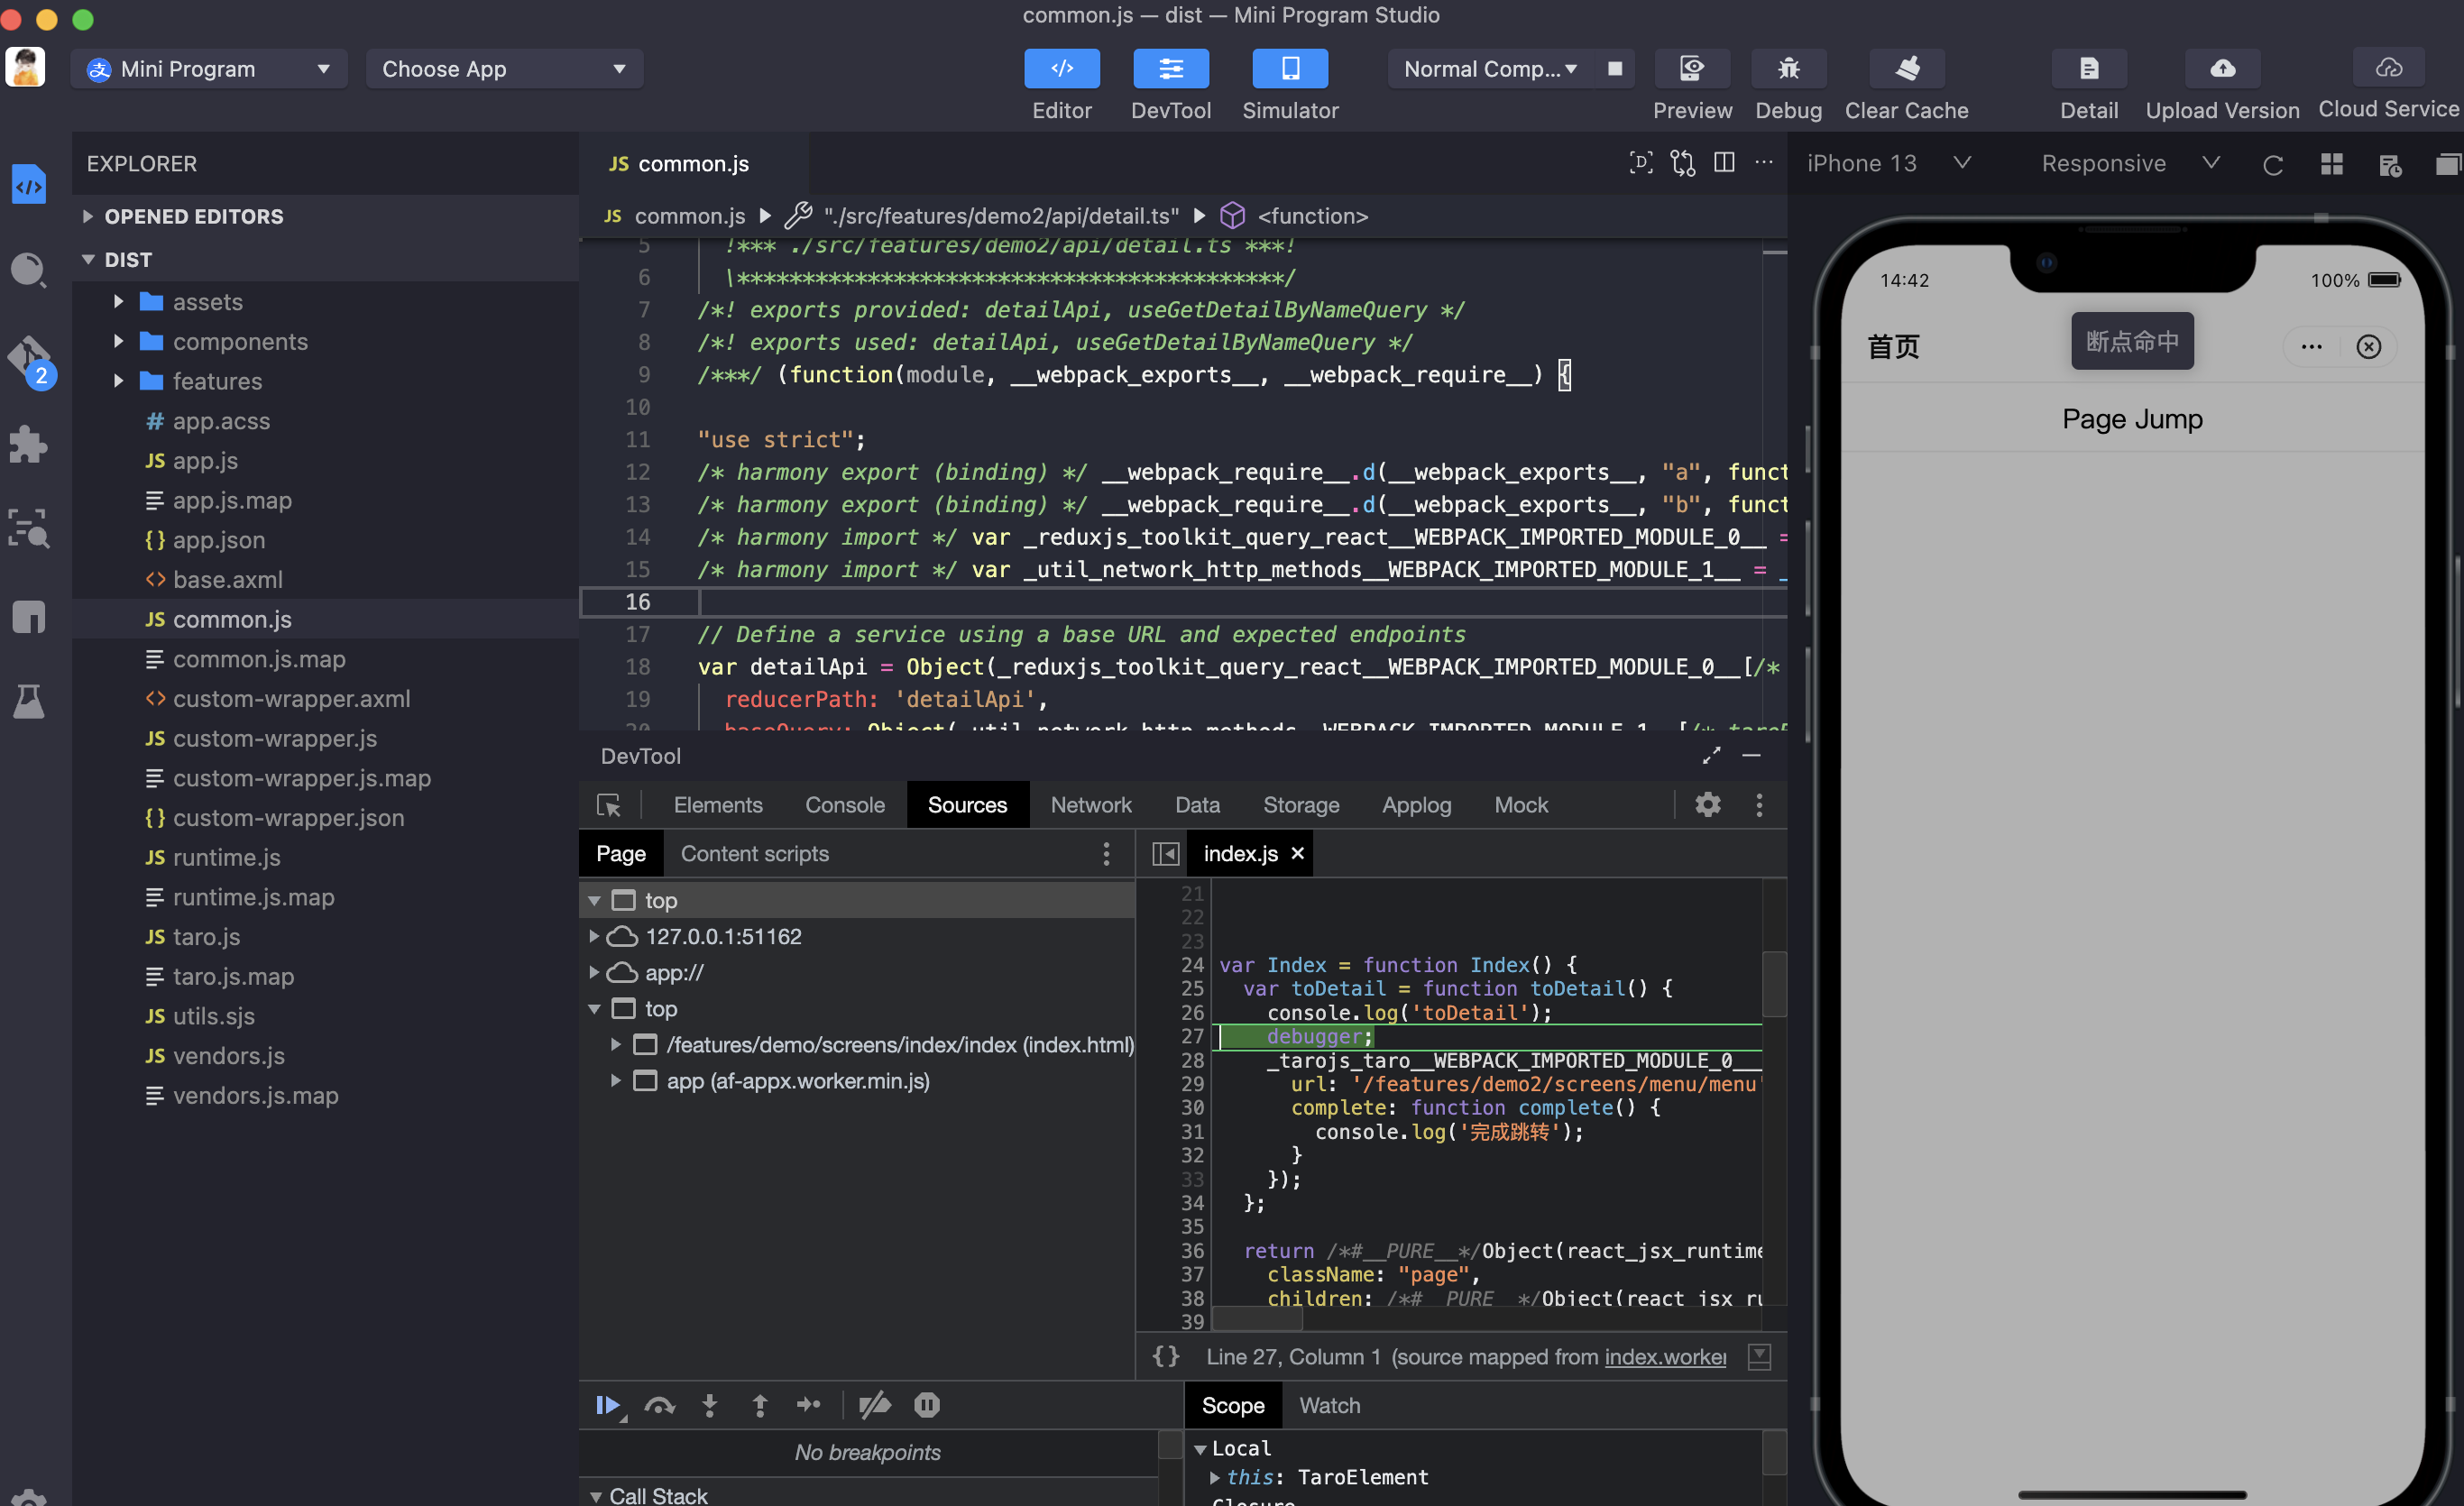 common.js — dist — Mini Program Studio
Mini Program
Choose App
Editor
DevTool
Simulator
Normal Comp...
Preview
Debug
Clear Cache
Detail
Upload Version
Cloud Service
EXPLORER
OPENED EDITORS
DIST
assets
components
features
# app.acss
JS app.js
app.js.map
{} app.json
<> base.axml
JS common.js
common.js.map
<> custom-wrapper.axml
JS custom-wrapper.js
custom-wrapper.js.map
{} custom-wrapper.json
JS runtime.js
runtime.js.map
JS taro.js
taro.js.map
JS utils.sjs
JS vendors.js
vendors.js.map
2
JS common.js
JS common.js "./src/features/demo2/api/detail.ts" <function>
5 !*** ./src/features/demo2/api/detail.ts ***!
6 \******************************************/
7 /*! exports provided: detailApi, useGetDetailByNameQuery */
8 /*! exports used: detailApi, useGetDetailByNameQuery */
9 /***/ (function(module, __webpack_exports__, __webpack_require__) {
10
11 "use strict";
12 /* harmony export (binding) */ __webpack_require__.d(__webpack_exports__, "a", funct
13 /* harmony export (binding) */ __webpack_require__.d(__webpack_exports__, "b", funct
14 /* harmony import */ var _reduxjs_toolkit_query_react__WEBPACK_IMPORTED_MODULE_0__ =
15 /* harmony import */ var _util_network_http_methods__WEBPACK_IMPORTED_MODULE_1__ = _
16
17 // Define a service using a base URL and expected endpoints
18 var detailApi = Object(_reduxjs_toolkit_query_react__WEBPACK_IMPORTED_MODULE_0__[/*
19 reducerPath: 'detailApi',
DevTool
Elements Console Sources Network Data Storage Applog Mock
Page
Content scripts
top
127.0.0.1:51162
app://
top
/features/demo/screens/index/index (index.html)
app (af-appx.worker.min.js)
index.js
21
22
23
24 var Index = function Index() {
25 var toDetail = function toDetail() {
26 console.log('toDetail');
27 debugger;
28 _tarojs_taro__WEBPACK_IMPORTED_MODULE_0___
29 url: '/features/demo2/screens/menu/menu'
30 complete: function complete() {
31 console.log('完成跳转');
32 }
33 });
34 };
35
36 return /*#__PURE__*/Object(react_jsx_runtime
37 className: "page",
38 children: /*#__PURE__*/Object(react_jsx_ru
39
{} Line 27, Column 1 (source mapped from index.worker
No breakpoints
Call Stack
Scope
Watch
Local
this: TaroElement
Closure
iPhone 13
Responsive
14:42
100%
首页
断点命中
Page Jump